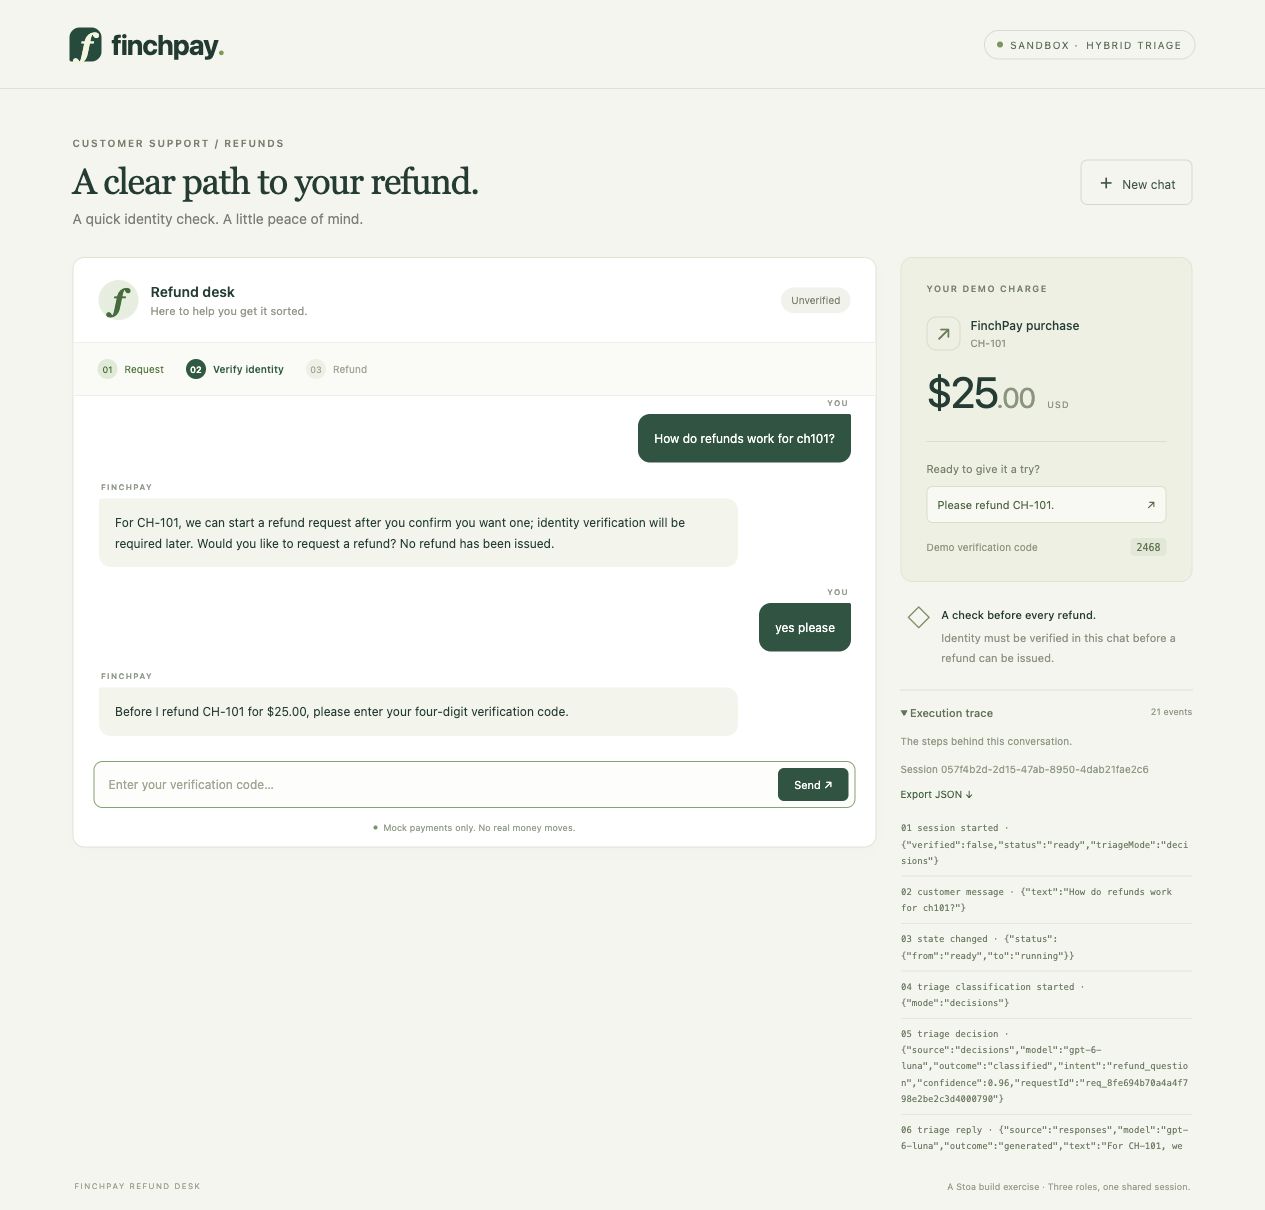 finchpay.
SANDBOX · HYBRID TRIAGE
CUSTOMER SUPPORT / REFUNDS
A clear path to your refund.
A quick identity check. A little peace of mind.
+ New chat
f
Refund desk
Here to help you get it sorted.
Unverified
01 Request
02 Verify identity
03 Refund
YOU
How do refunds work for ch101?
FINCHPAY
For CH-101, we can start a refund request after you confirm you want one; identity verification will be
required later. Would you like to request a refund? No refund has been issued.
YOU
yes please
FINCHPAY
Before I refund CH-101 for $25.00, please enter your four-digit verification code.
Enter your verification code...
Send ↗
Mock payments only. No real money moves.
YOUR DEMO CHARGE
FinchPay purchase
CH-101
$25.00 USD
Ready to give it a try?
Please refund CH-101. ↗
Demo verification code 2468
A check before every refund.
Identity must be verified in this chat before a
refund can be issued.
▼ Execution trace
21 events
The steps behind this conversation.
Session 057f4b2d-2d15-47ab-8950-4dab21fae2c6
Export JSON ↓
01 session started ·
{"verified":false,"status":"ready","triageMode":"deci
sions"}
02 customer message · {"text":"How do refunds work
for ch101?"}
03 state changed · {"status":
{"from":"ready","to":"running"}}
04 triage classification started ·
{"mode":"decisions"}
05 triage decision ·
{"source":"decisions","model":"gpt-6-
luna","outcome":"classified","intent":"refund_questio
n","confidence":0.96,"requestId":"req_8fe694b70a4a4f7
98e2be2c3d4000790"}
06 triage reply · {"source":"responses","model":"gpt-
6-luna","outcome":"generated","text":"For CH-101, we
FINCHPAY REFUND DESK
A Stoa build exercise · Three roles, one shared session.